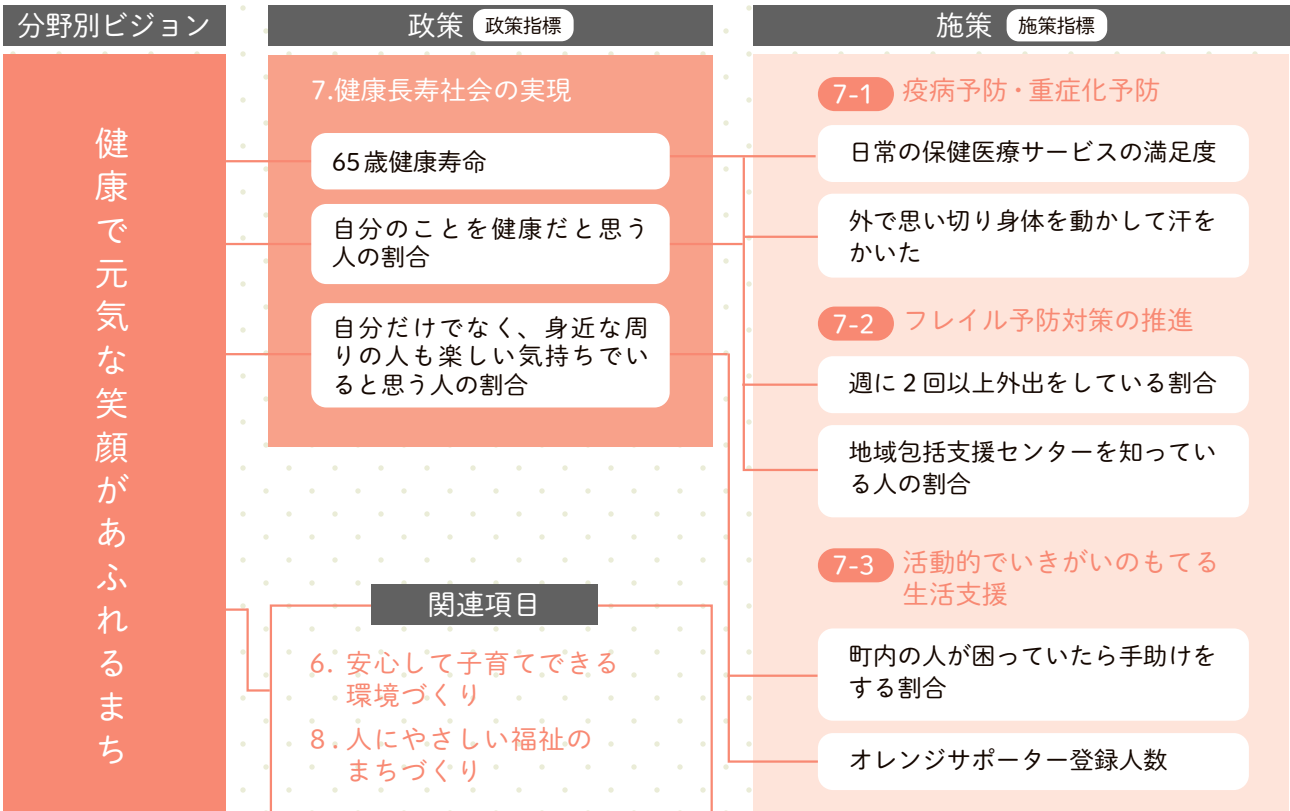 分野別ビジョン
政策 政策指標
施策 施策指標
健康で元気な笑顔があふれるまち
7.健康長寿社会の実現
65歳健康寿命
自分のことを健康だと思う
人の割合
自分だけでなく、身近な周
りの人も楽しい気持ちでい
ると思う人の割合
関連項目
6. 安心して子育てできる
環境づくり
8. 人にやさしい福祉の
まちづくり
7-1 疫病予防・重症化予防
日常の保健医療サービスの満足度
外で思い切り身体を動かして汗を
かいた
7-2 フレイル予防対策の推進
週に2回以上外出をしている割合
地域包括支援センターを知ってい
る人の割合
7-3 活動的でいきがいのもてる
生活支援
町内の人が困っていたら手助けを
する割合
オレンジサポーター登録人数